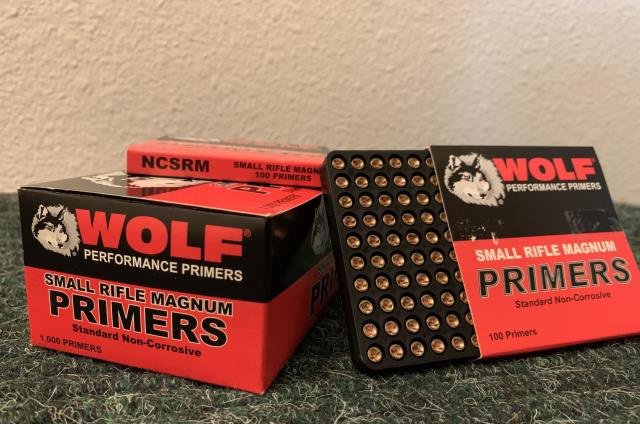 NCSRM
SMALL RIFLE MAGNUM
100 PRIMERS
WOLF®
PERFORMANCE PRIMERS
SMALL RIFLE MAGNUM
PRIMERS
Standard Non-Corrosive
1,000 PRIMERS
WOLF®
PERFORMANCE PRIMERS
SMALL RIFLE MAGNUM
PRIMERS
Standard Non-Corrosive
100 Primers